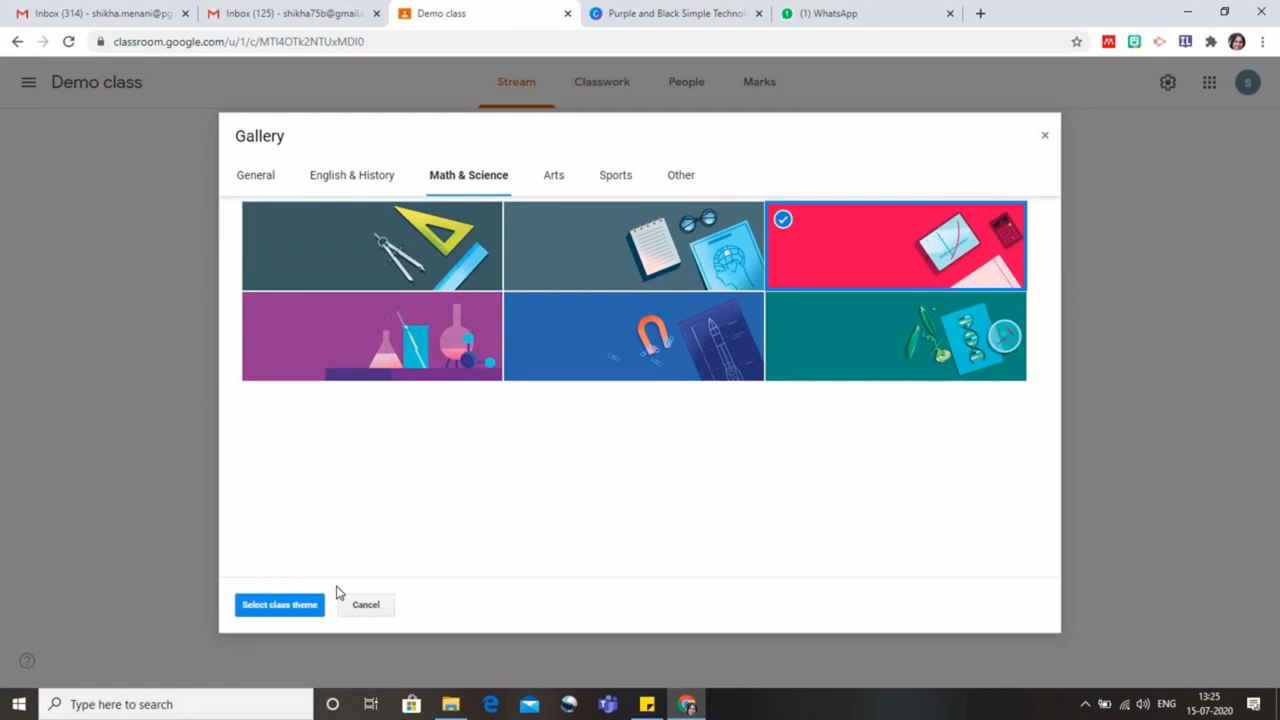 Inbox (314) - shikha.menani@pg
Inbox (125) - shikha75b@gmail.c
Demo class
Purple and Black Simple Technol
(1) WhatsApp
classroom.google.com/u/1/c/MTI4OTk2NTUxMDI0
Demo class
Stream
Classwork
People
Marks
S
Gallery
General
English & History
Math & Science
Arts
Sports
Other
Select class theme
Cancel
Type here to search
ENG
13:25
15-07-2020